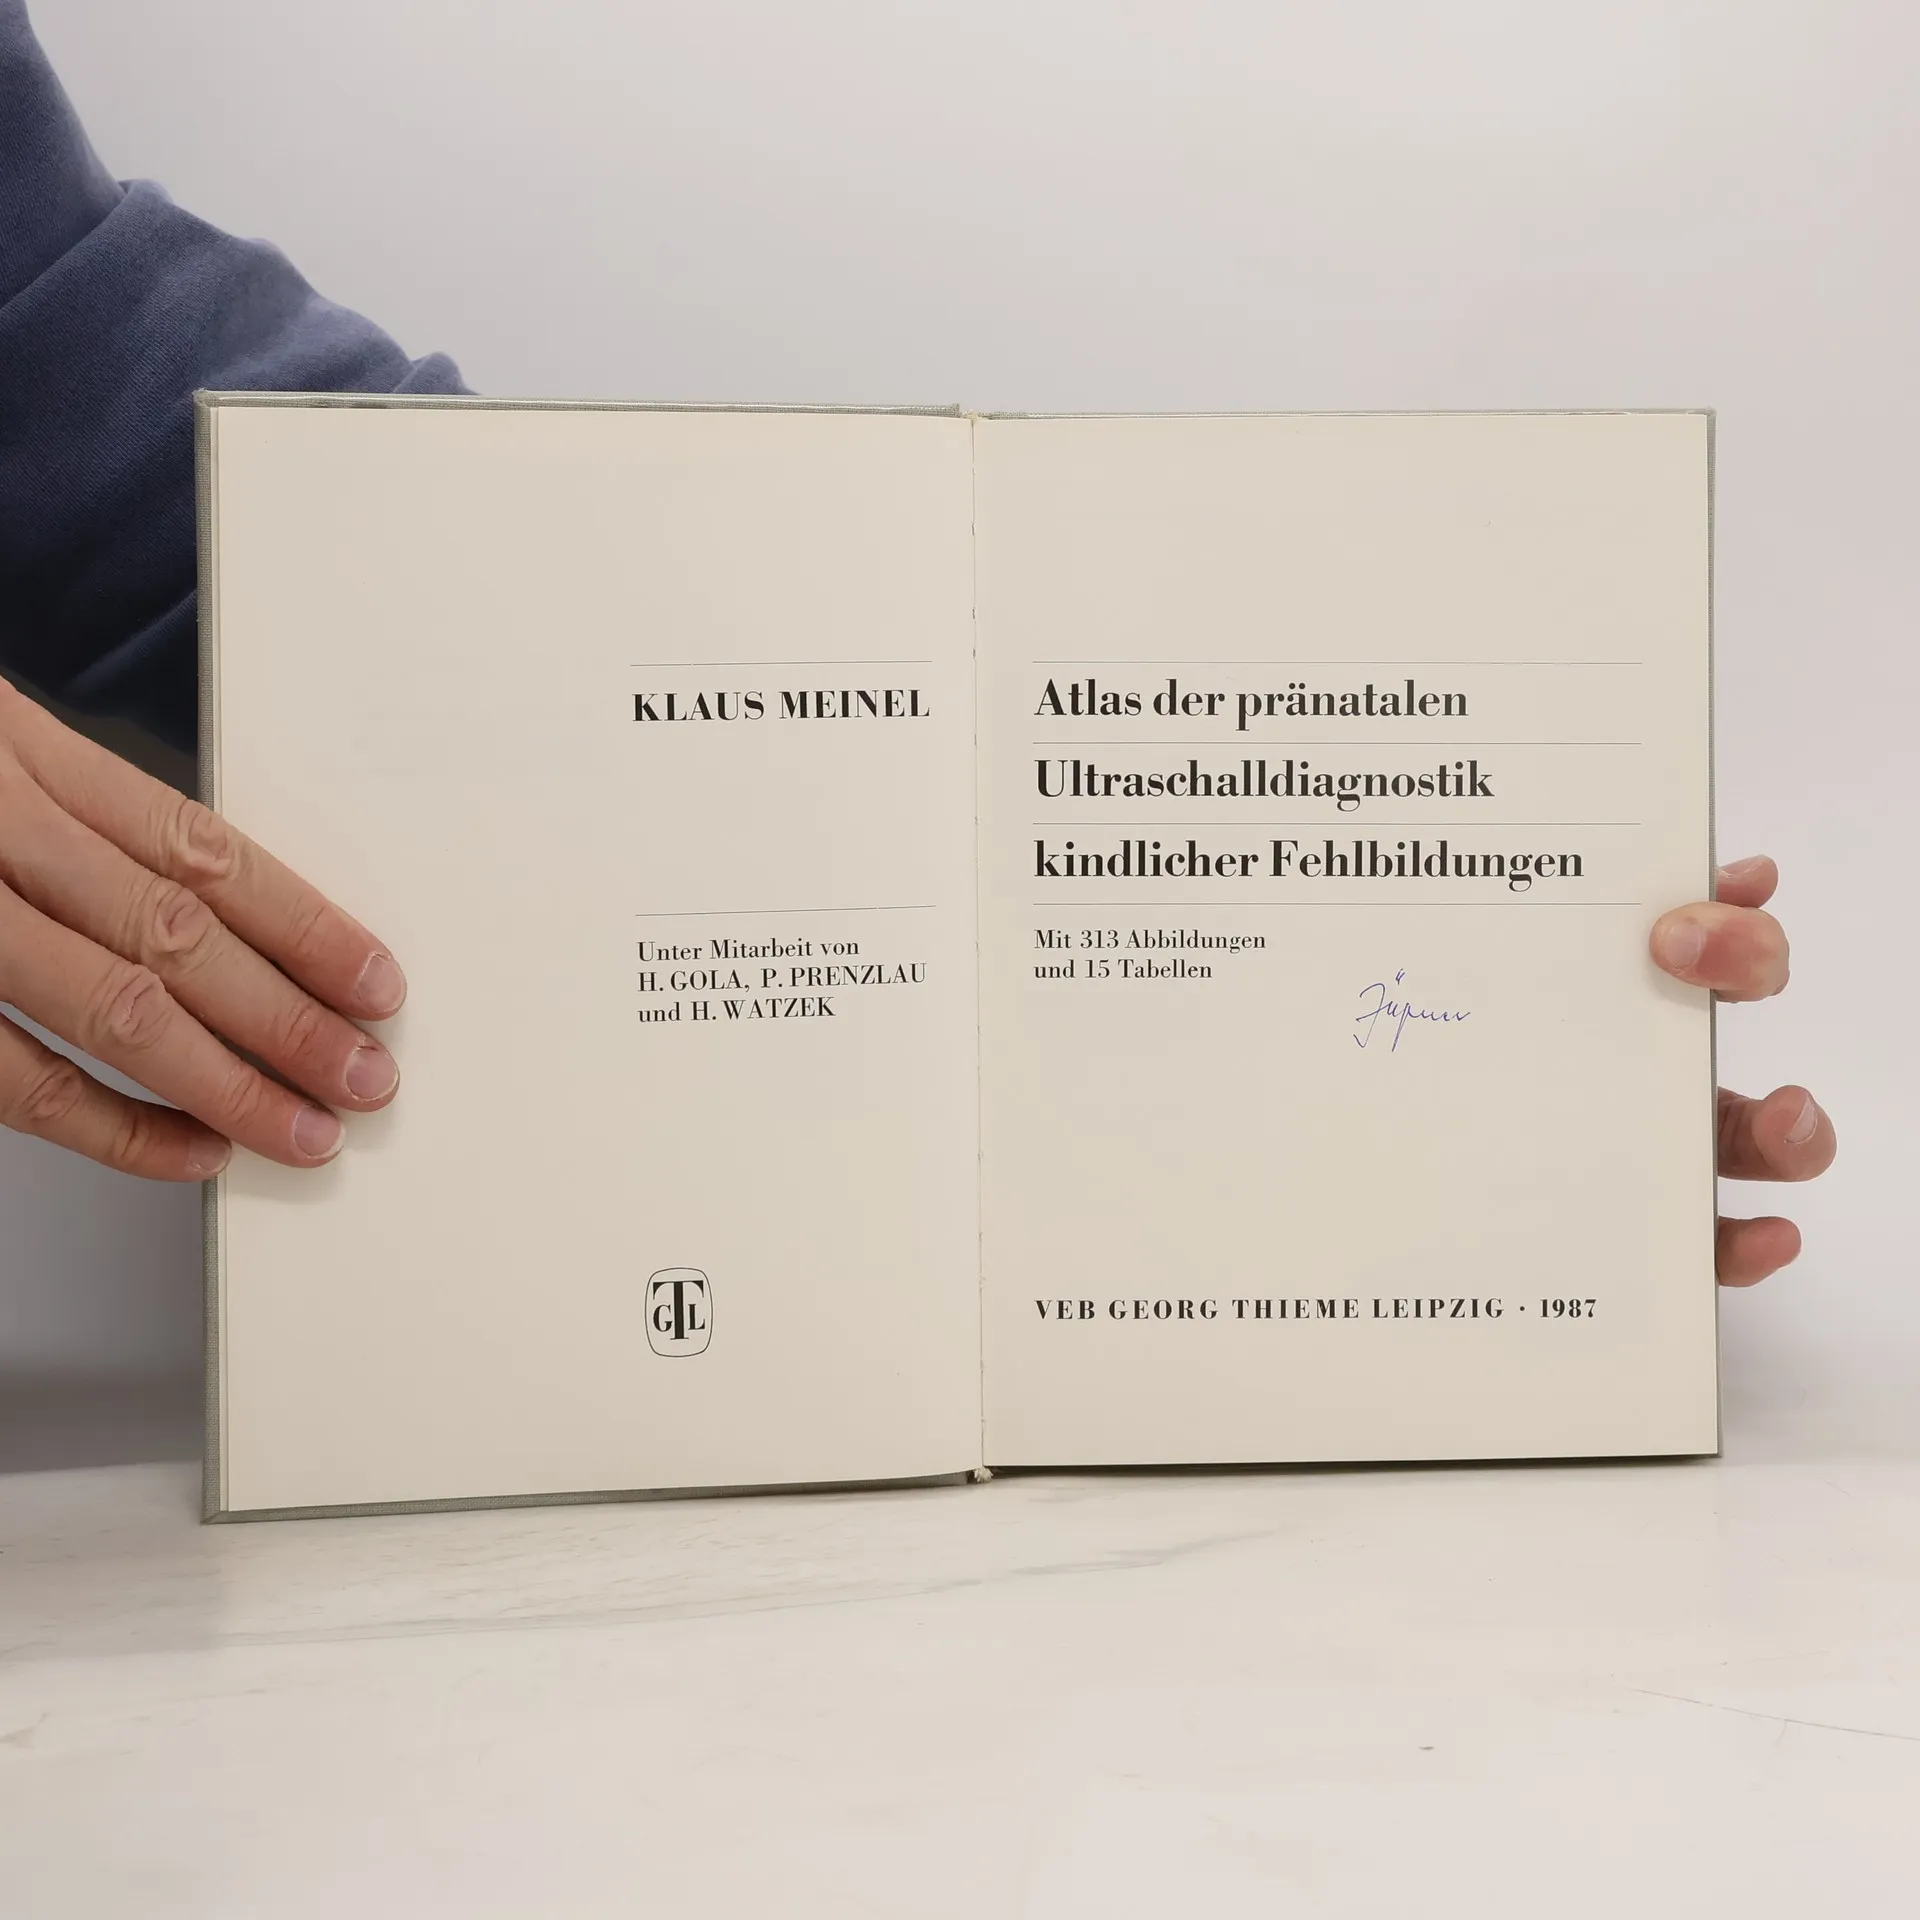 KLAUS MEINEL
Unter Mitarbeit von
H. GOLA, P. PRENZLAU
und H. WATZEK
GTL
Atlas der pränatalen
Ultraschalldiagnostik
kindlicher Fehlbildungen
Mit 313 Abbildungen
und 15 Tabellen
VEB GEORG THIEME LEIPZIG · 1987